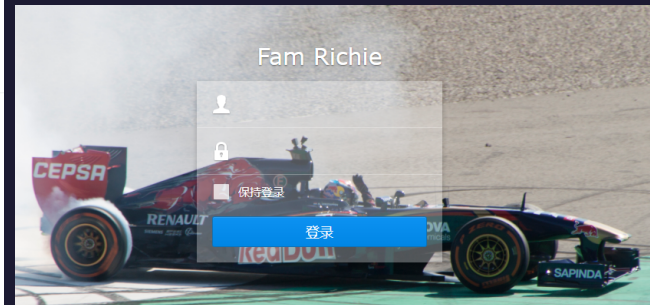 Fam Richie
CEPSA
保持登录
RENAULT
登录
Red Bull
SAPINDA